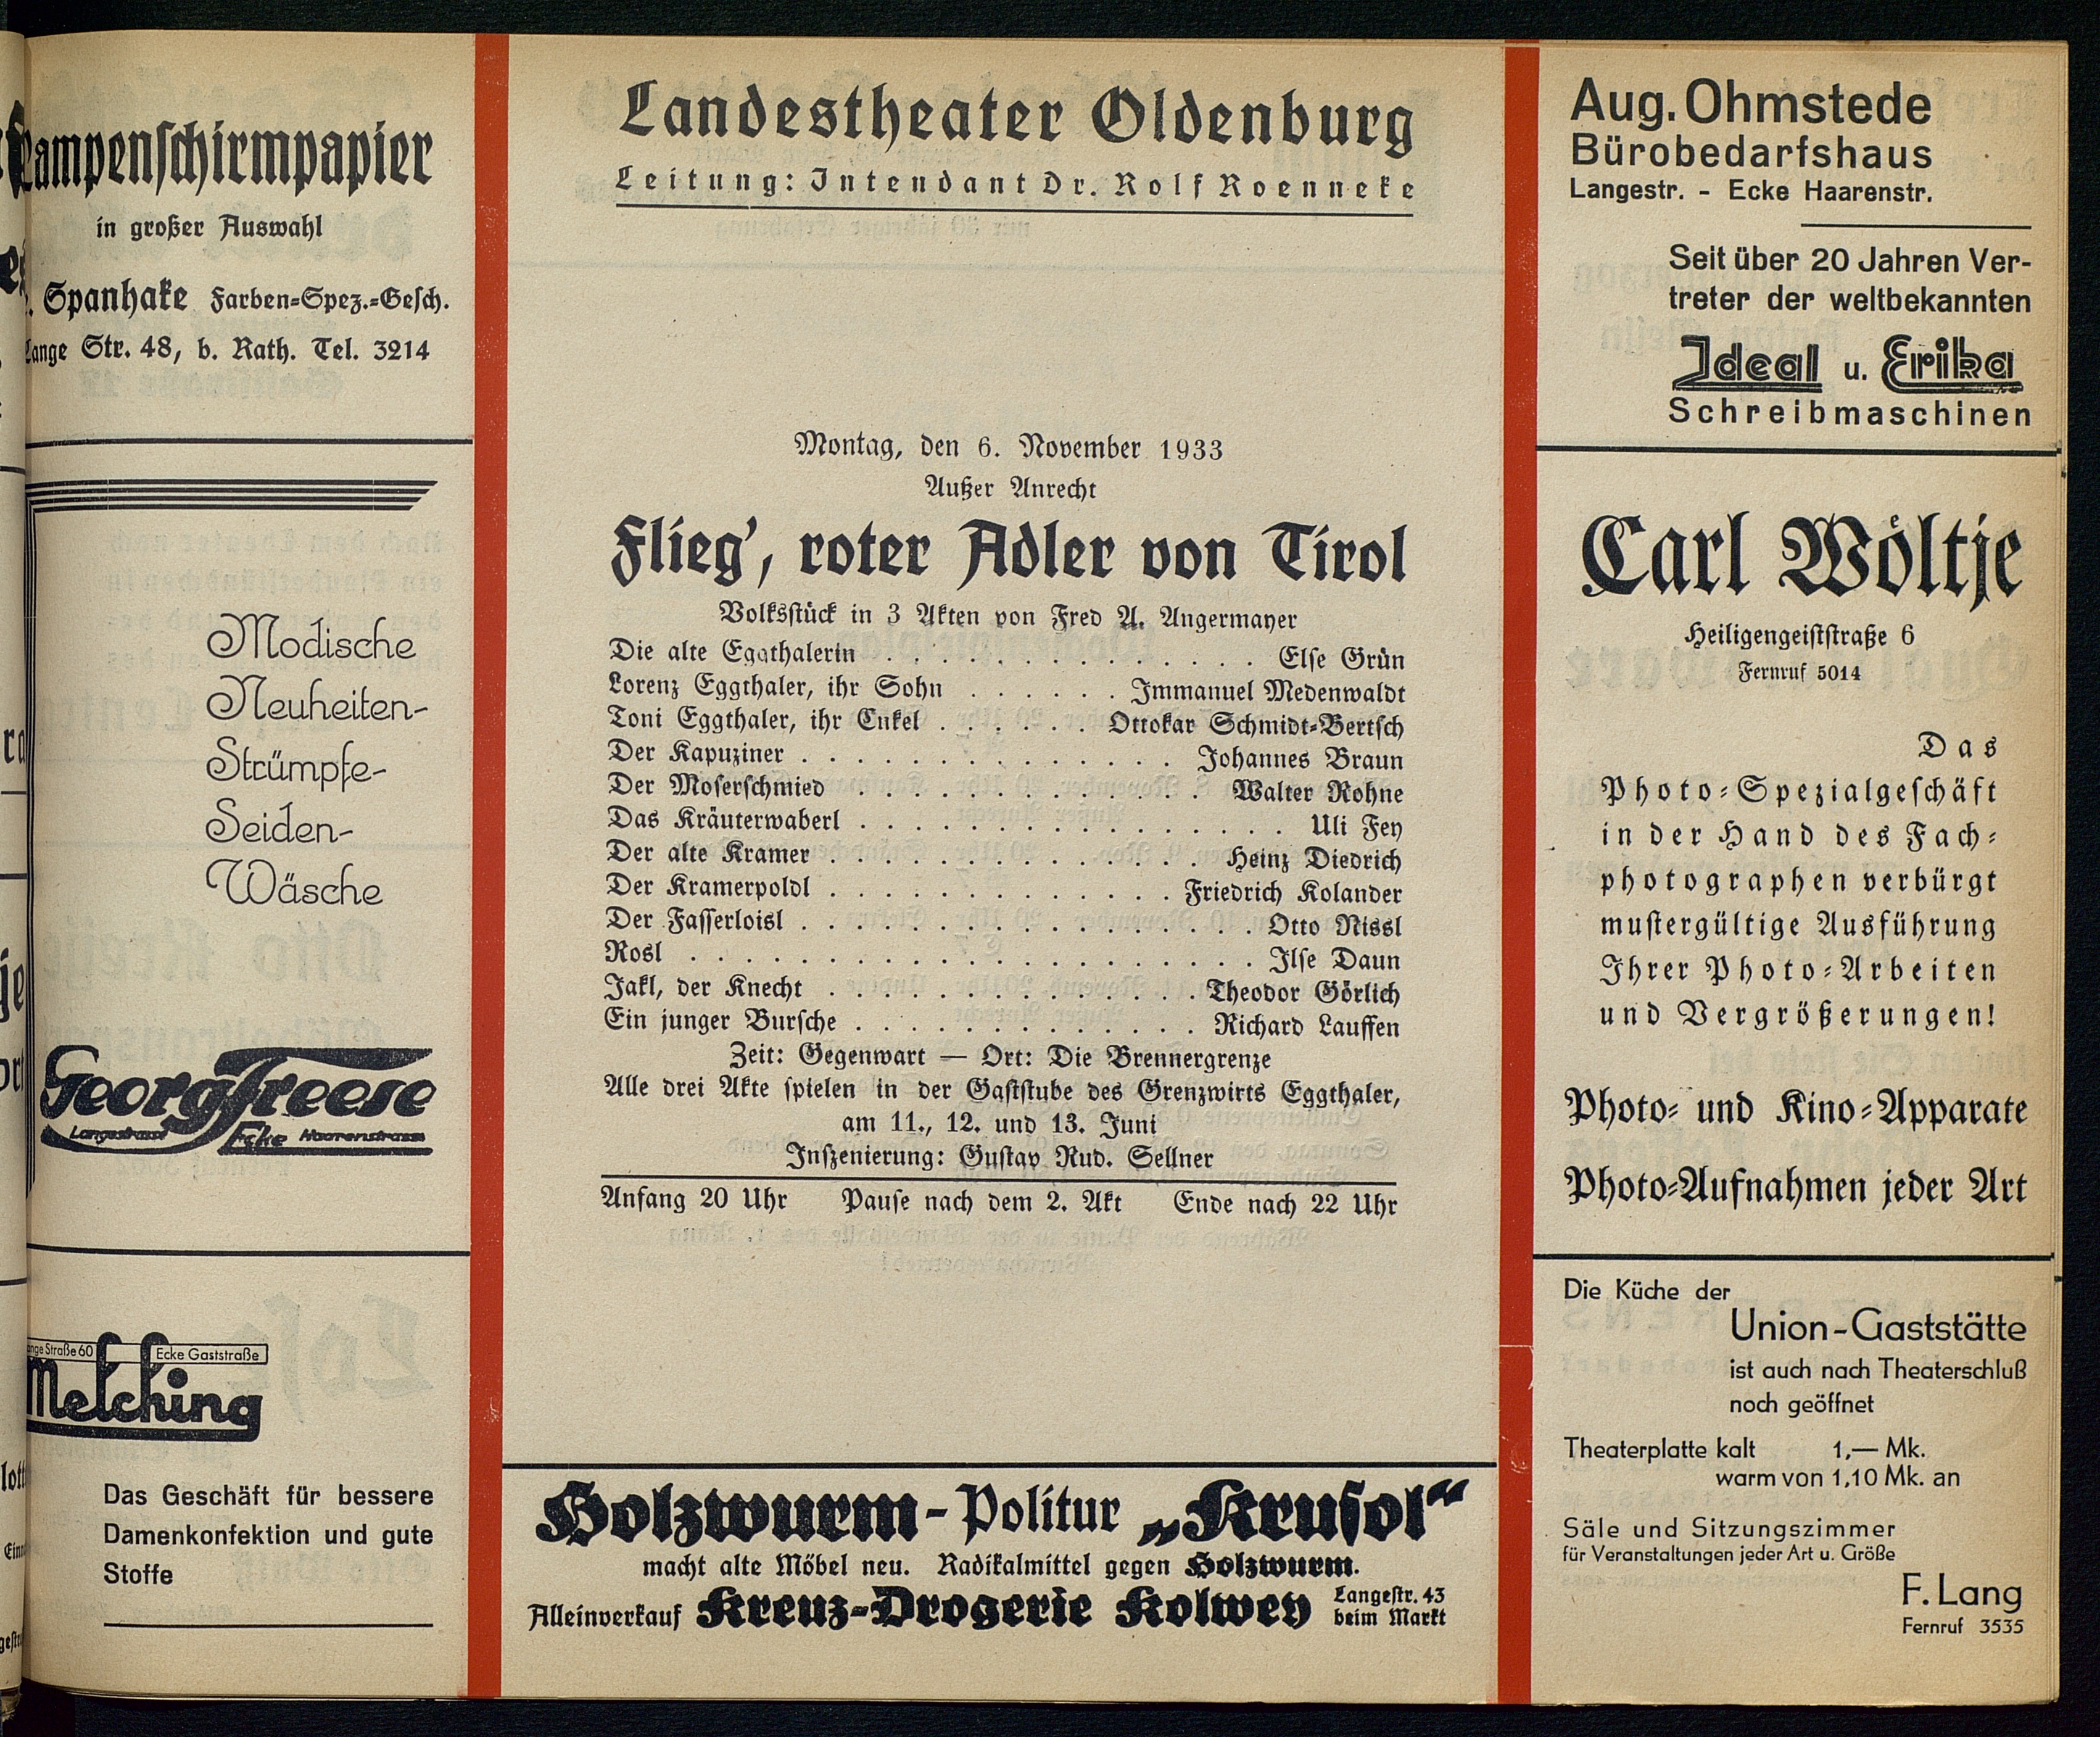 Lampenschirmpapier
in großer Auswahl
Spanhake Farben-Spez.-Gesch.
Lange Str. 48, b. Rath. Tel. 3214
Modische
Neuheiten-
Strümpfe-
Seiden-
Wäsche
Georg Freese
Langestrasse Ecke Haarenstrasse
Lange Straße 60 Ecke Gaststraße
Melching
Das Geschäft für bessere
Damenkonfektion und gute
Stoffe
Landestheater Oldenburg
Leitung: Intendant Dr. Rolf Roenneke
Montag, den 6. November 1933
Außer Anrecht
Flieg', roter Adler von Tirol
Volksstück in 3 Akten von Fred A. Angermayer
Die alte Eggthalerin . . . . . . . . . . . . . . Else Grün
Lorenz Eggthaler, ihr Sohn . . . . . . Immanuel Medenwaldt
Toni Eggthaler, ihr Enkel . . . . . . Ottokar Schmidt-Bertsch
Der Kapuziner . . . . . . . . . . . . . . Johannes Braun
Der Moserschmied . . . . . . . . . . . . . Walter Rohne
Das Kräuterwaberl . . . . . . . . . . . . . . . . Uli Fey
Der alte Kramer . . . . . . . . . . . . . . Heinz Diedrich
Der Kramerpoldl . . . . . . . . . . . . . Friedrich Kolander
Der Fasserloisl . . . . . . . . . . . . . . . . . Otto Nissl
Rosl . . . . . . . . . . . . . . . . . . . . . Ilse Daun
Jakl, der Knecht . . . . . . . . . . . . . . Theodor Görlich
Ein junger Bursche . . . . . . . . . . . . . Richard Lauffen
Zeit: Gegenwart — Ort: Die Brennergrenze
Alle drei Akte spielen in der Gaststube des Grenzwirts Eggthaler,
am 11., 12. und 13. Juni
Inszenierung: Gustav Rud. Sellner
Anfang 20 Uhr Pause nach dem 2. Akt Ende nach 22 Uhr
Holzwurm-Politur „Krusol“
macht alte Möbel neu. Radikalmittel gegen Holzwurm.
Alleinverkauf Kreuz-Drogerie Kolwey Langestr. 43
beim Markt
Aug. Ohmstede
Bürobedarfshaus
Langestr. - Ecke Haarenstr.
Seit über 20 Jahren Ver-
treter der weltbekannten
Ideal u. Erika
Schreibmaschinen
Carl Wöltje
Heiligengeiststraße 6
Fernruf 5014
Das
Photo-Spezialgeschäft
in der Hand des Fach-
photographen verbürgt
mustergültige Ausführung
Ihrer Photo-Arbeiten
und Vergrößerungen!
Photo- und Kino-Apparate
Photo-Aufnahmen jeder Art
Die Küche der
Union-Gaststätte
ist auch nach Theaterschluß
noch geöffnet
Theaterplatte kalt 1,— Mk.
warm von 1,10 Mk. an
Säle und Sitzungszimmer
für Veranstaltungen jeder Art u. Größe
F. Lang
Fernruf 3535